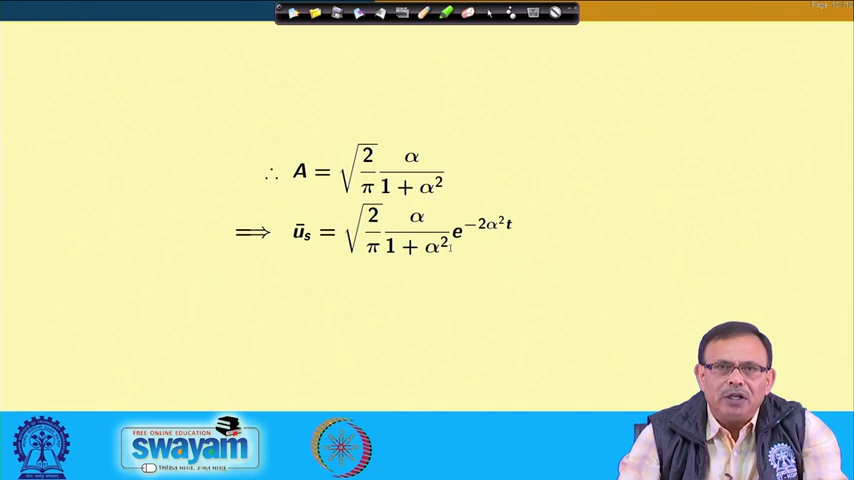 ∴ A = √(2/π) α/(1 + α²)
⟹ ū_s = √(2/π) α/(1 + α²) e^(−2α²t)
FREE ONLINE EDUCATION
swayam